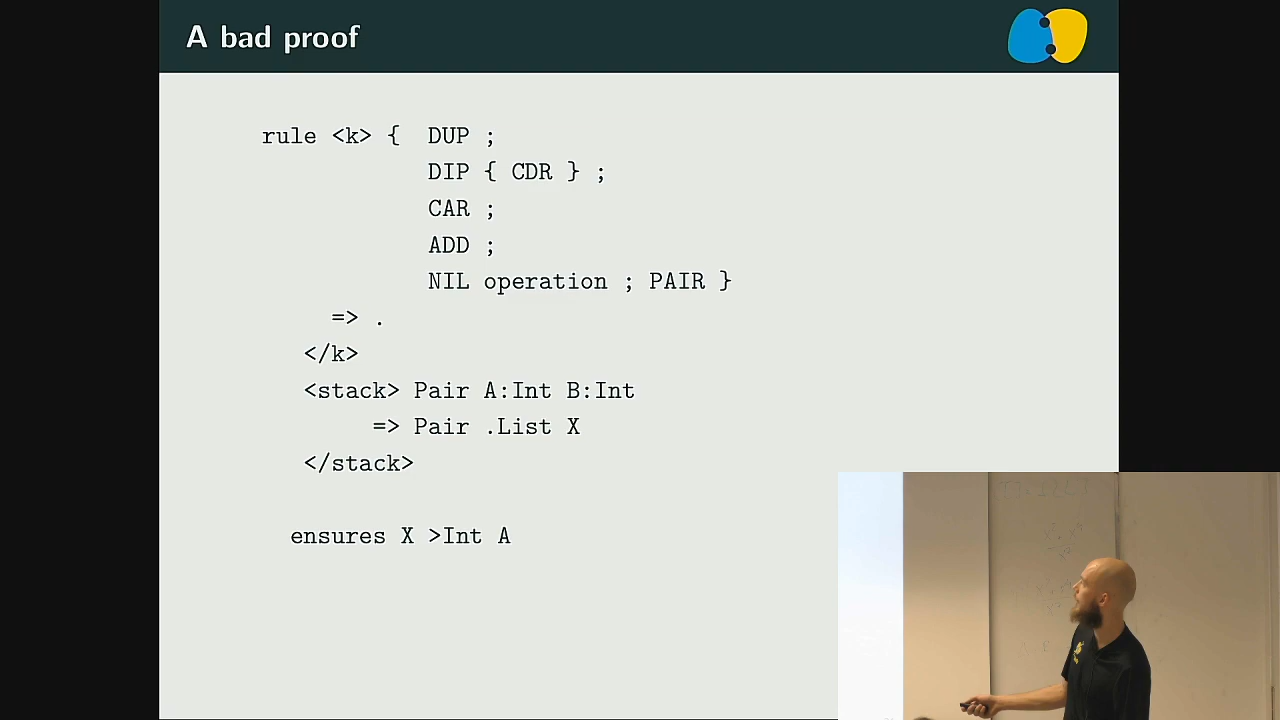 A bad proof
rule <k> { DUP ;
DIP { CDR } ;
CAR ;
ADD ;
NIL operation ; PAIR }
=> .
</k>
<stack> Pair A:Int B:Int
=> Pair .List X
</stack>
ensures X >Int A